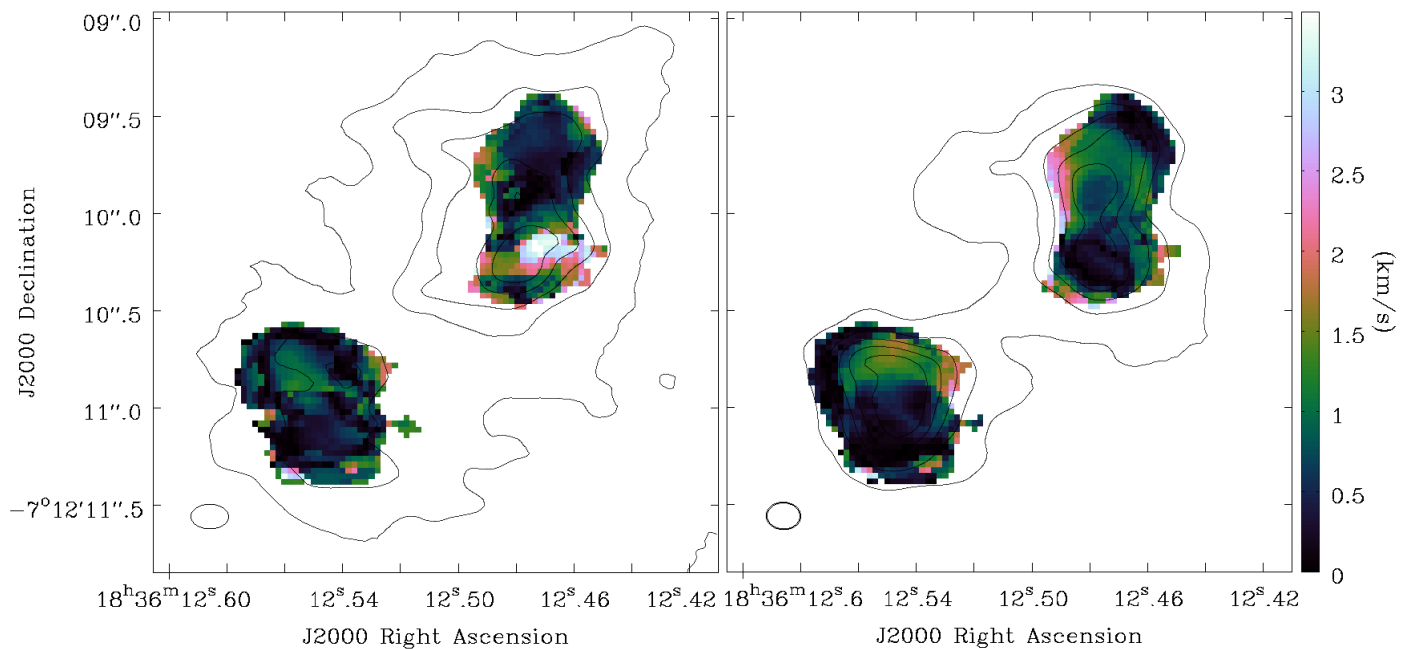 09″.0
09″.5
10″.0
10″.5
11″.0
−7°12′11″.5
J2000 Declination
18ʰ36ᵐ12ˢ.60 12ˢ.54 12ˢ.50 12ˢ.46 12ˢ.42
J2000 Right Ascension
18ʰ36ᵐ12ˢ.6 12ˢ.54 12ˢ.50 12ˢ.46 12ˢ.42
J2000 Right Ascension
3
2.5
2
1.5
1
0.5
0
(km/s)